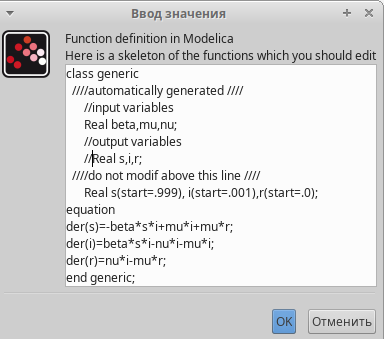 Ввод значения
Function definition in Modelica
Here is a skeleton of the functions which you should edit
class generic
////automatically generated ////
//input variables
Real beta,mu,nu;
//output variables
//Real s,i,r;
////do not modif above this line ////
Real s(start=.999), i(start=.001),r(start=.0);
equation
der(s)=-beta*s*i+mu*i+mu*r;
der(i)=beta*s*i-nu*i-mu*i;
der(r)=nu*i-mu*r;
end generic;
OK
Отменить